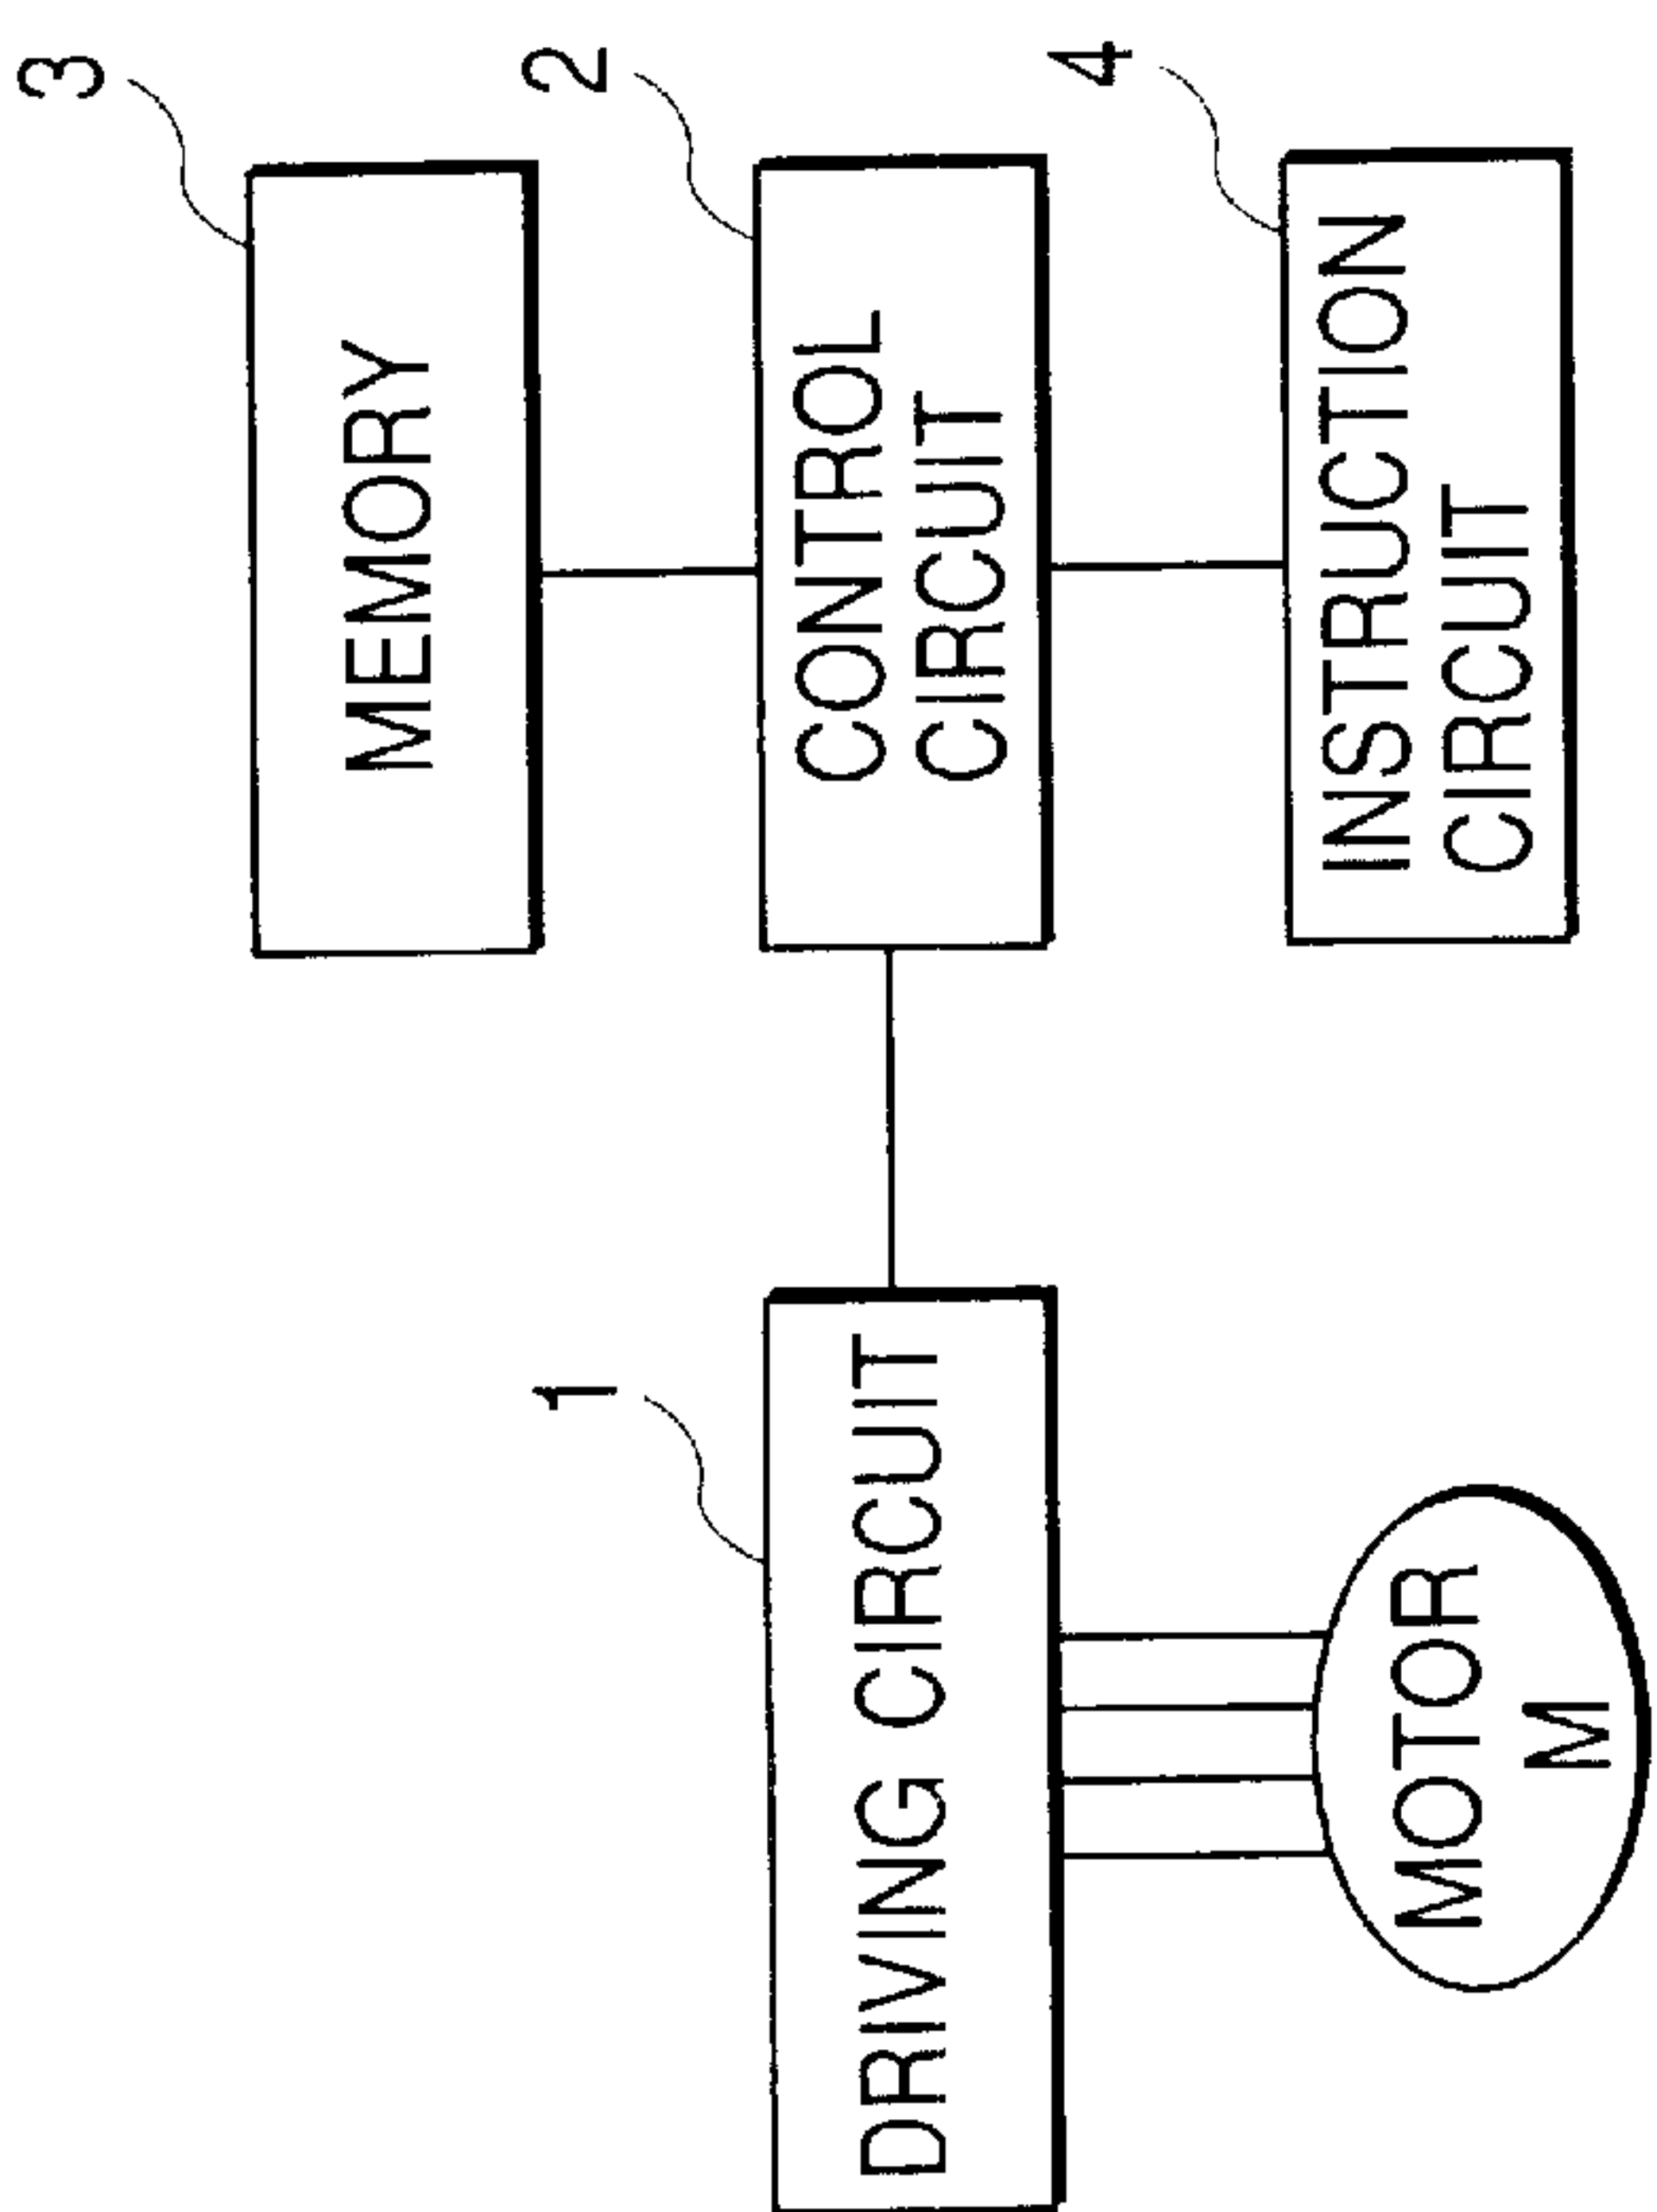 3
MEMORY
1
2
DRIVING CIRCUIT
CONTROL
CIRCUIT
4
MOTOR
M
INSTRUCTION
CIRCUIT